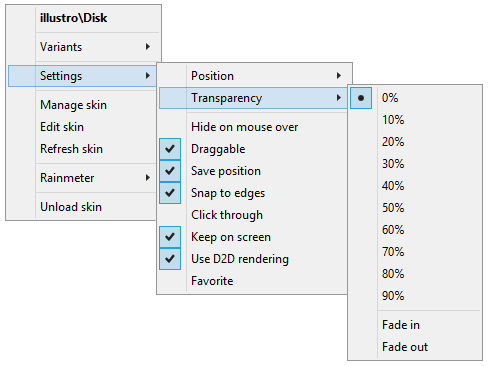 illustro\Disk
Variants
Settings
Manage skin
Edit skin
Refresh skin
Rainmeter
Unload skin
Position
Transparency
Hide on mouse over
Draggable
Save position
Snap to edges
Click through
Keep on screen
Use D2D rendering
Favorite
0%
10%
20%
30%
40%
50%
60%
70%
80%
90%
Fade in
Fade out